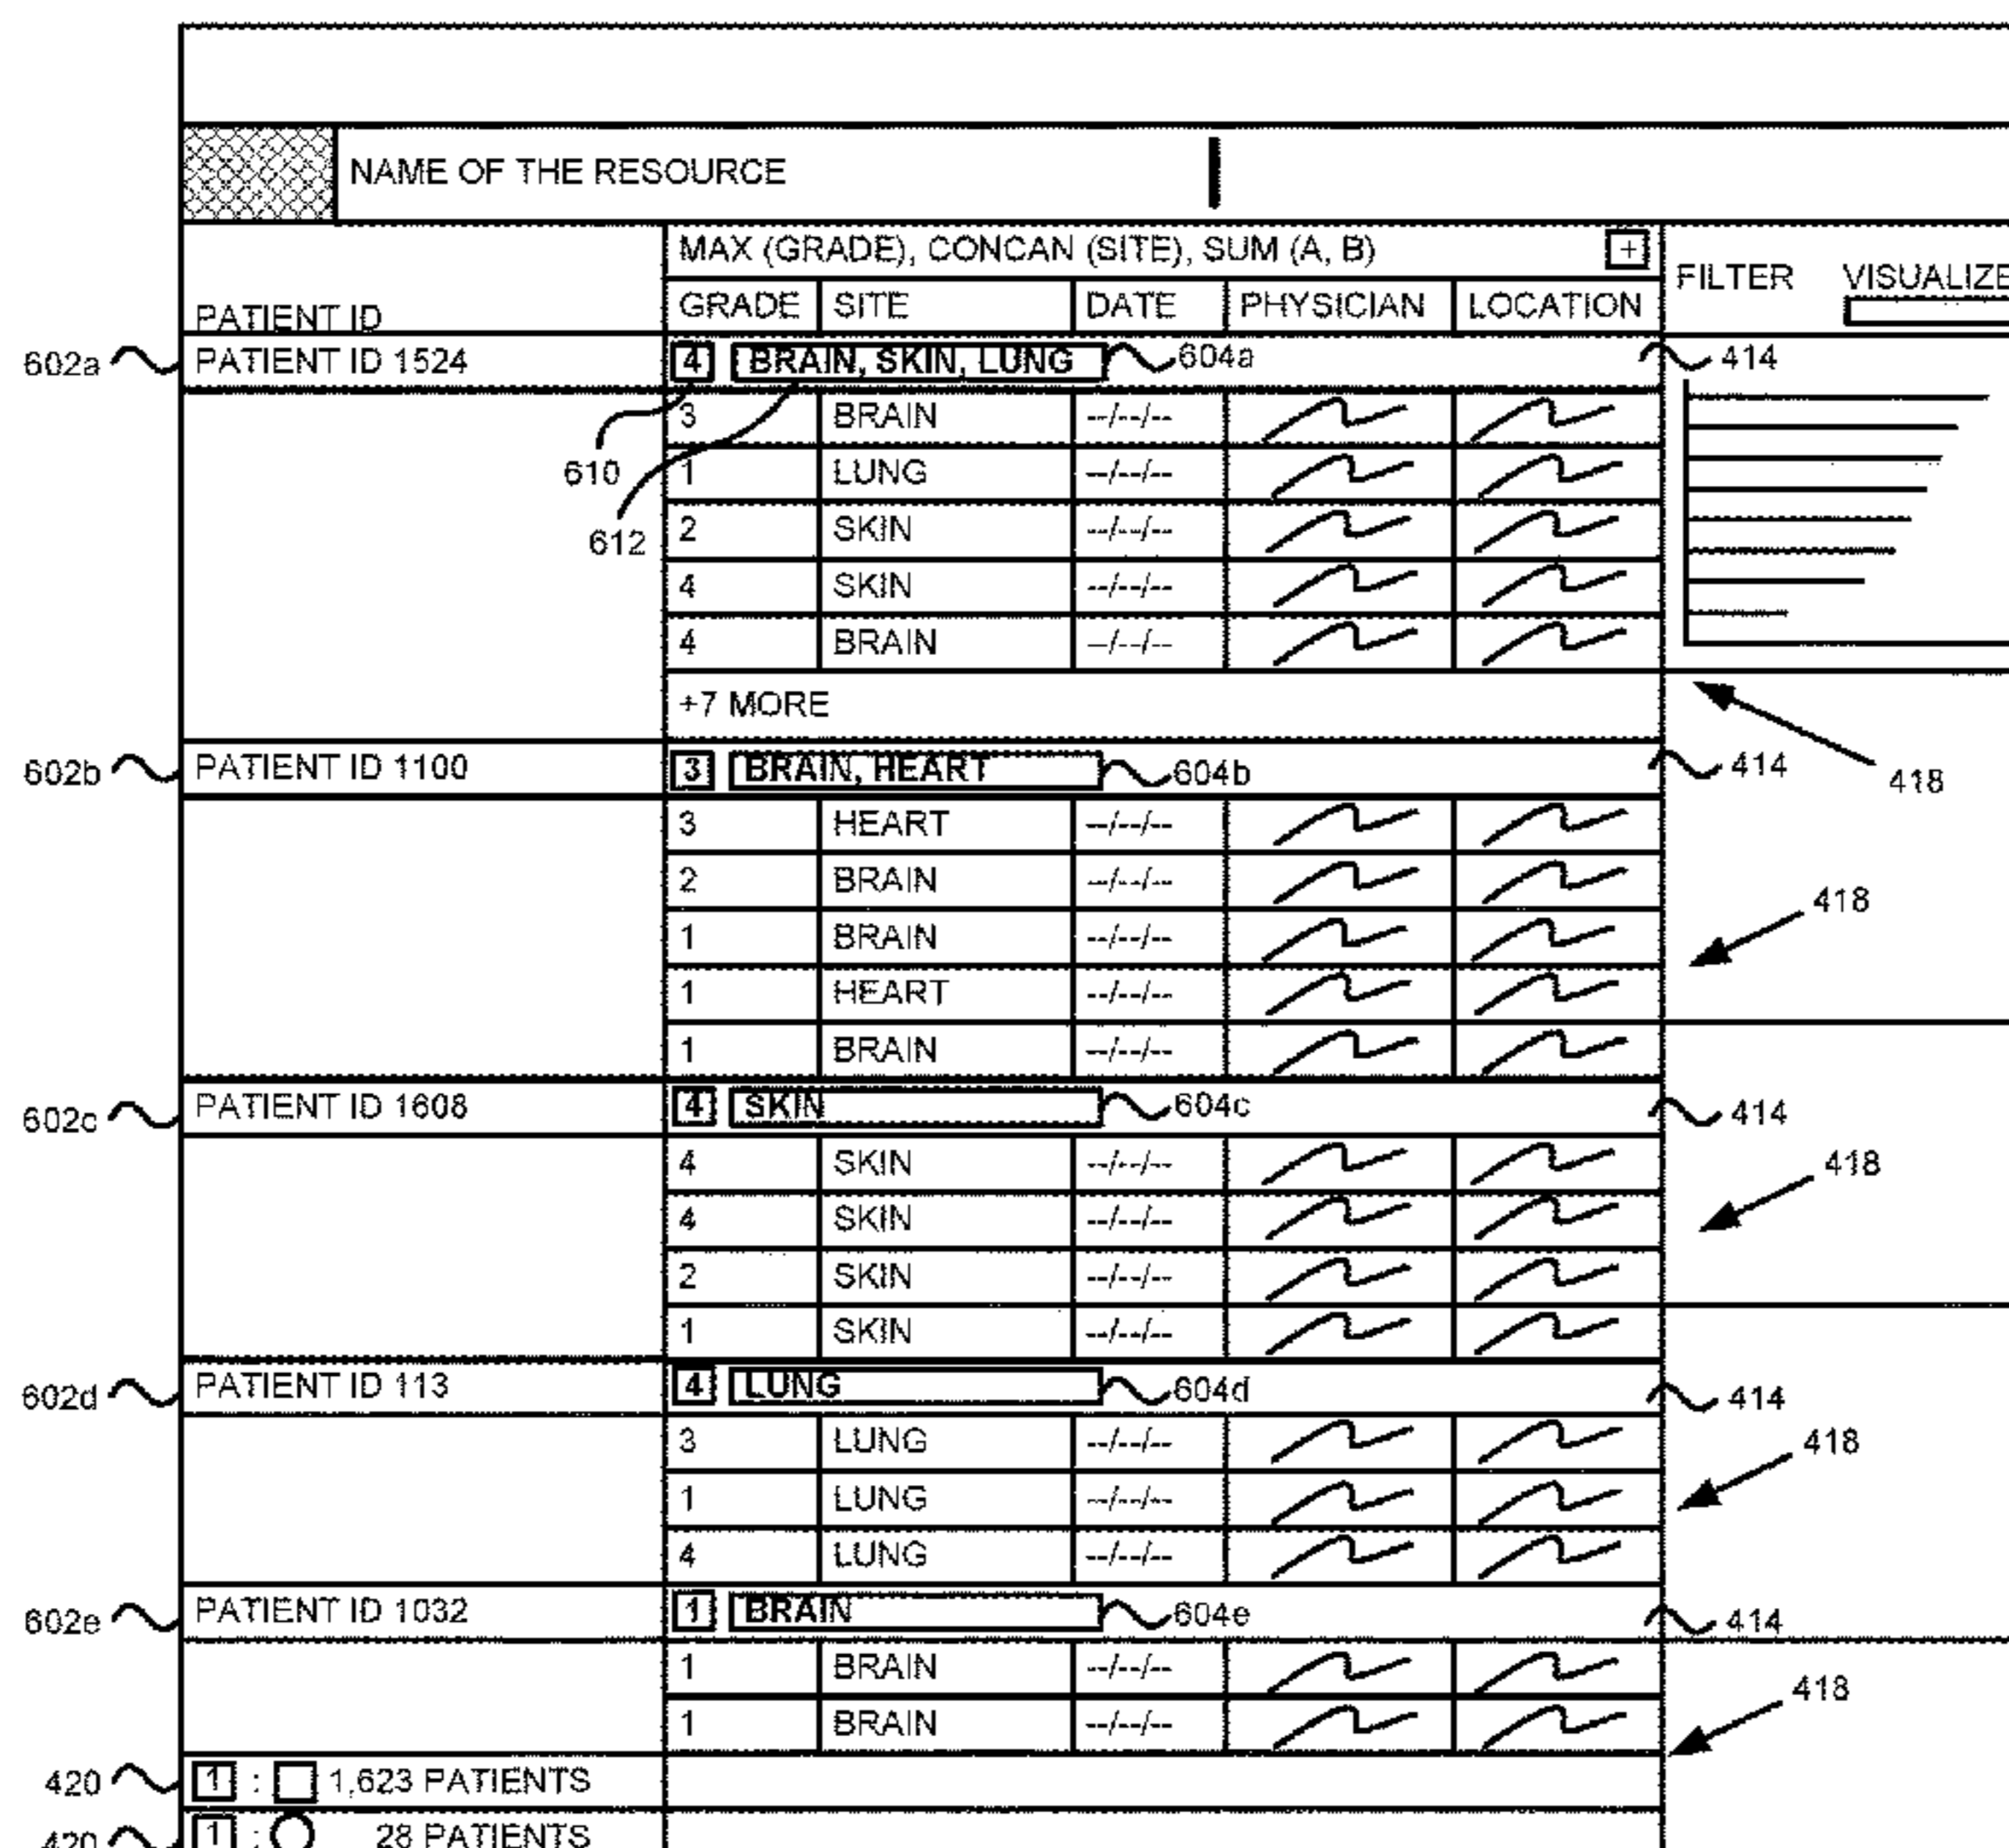 NAME OF THE RESOURCE
MAX (GRADE), CONCAN (SITE), SUM (A, B) +
FILTER VISUALIZE
PATIENT ID GRADE SITE DATE PHYSICIAN LOCATION
602a PATIENT ID 1524 4 BRAIN, SKIN, LUNG 604a 414
3 BRAIN --/--/--
610 1 LUNG --/--/--
612 2 SKIN --/--/--
4 SKIN --/--/--
4 BRAIN --/--/--
+7 MORE
602b PATIENT ID 1100 3 BRAIN, HEART 604b 414
418
3 HEART --/--/--
2 BRAIN --/--/--
418
1 BRAIN --/--/--
1 HEART --/--/--
1 BRAIN --/--/--
602c PATIENT ID 1608 4 SKIN 604c 414
4 SKIN --/--/-- 418
4 SKIN --/--/--
2 SKIN --/--/--
1 SKIN --/--/--
602d PATIENT ID 113 4 LUNG 604d 414
3 LUNG --/--/-- 418
1 LUNG --/--/--
4 LUNG --/--/--
602e PATIENT ID 1032 1 BRAIN 604e 414
1 BRAIN --/--/-- 418
1 BRAIN --/--/--
420 1 : 1,623 PATIENTS
420 1 : 28 PATIENTS